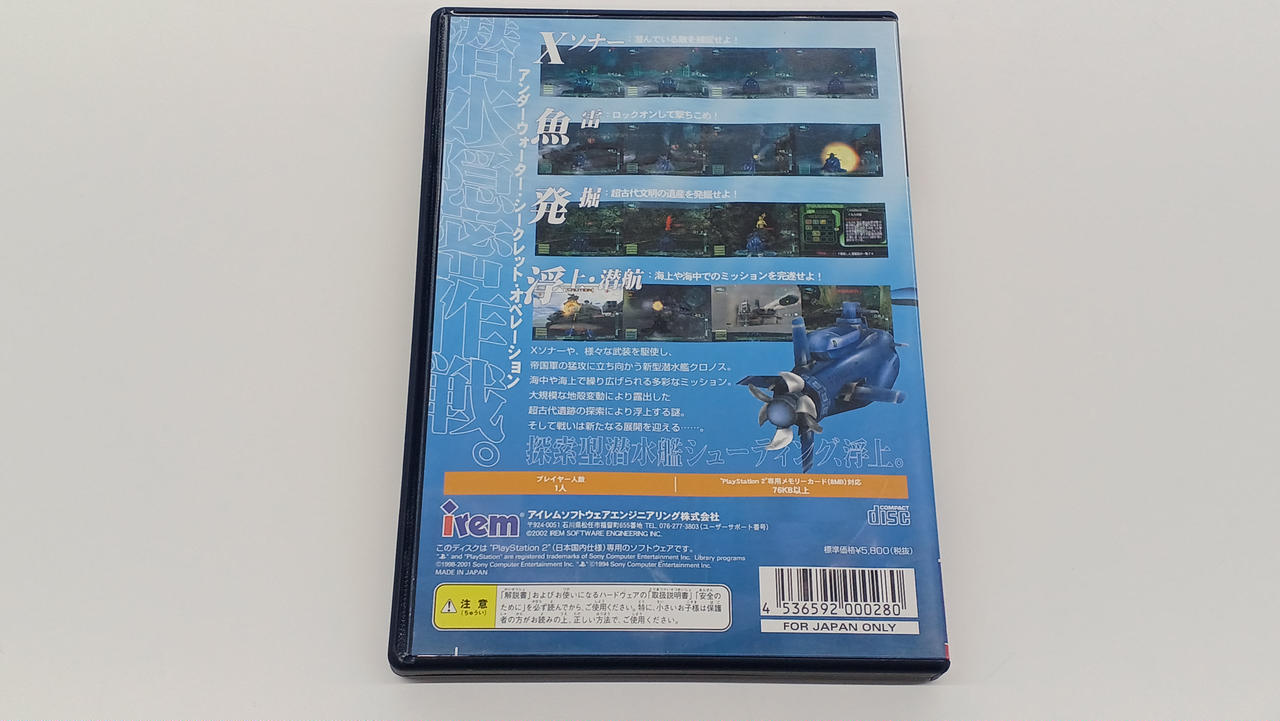 潜水隠密作戦。
アンダーウォーター・シークレット・オペレーション
Xソナー：潜んでいる敵を捕捉せよ！
魚雷：ロックオンして撃ちこめ！
発掘：超古代文明の遺産を発掘せよ！
浮上・潜航：海上や海中でのミッションを完遂せよ！
Xソナーや、様々な武装を駆使し、
帝国軍の猛攻に立ち向かう新型潜水艦クロノス。
海中や海上で繰り広げられる多彩なミッション。
大規模な地殻変動により露出した
超古代遺跡の探索により浮上する謎。
そして戦いは新たなる展開を迎える……。
探索型潜水艦シューティング、浮上。
プレイヤー人数
1人
"PlayStation 2"専用メモリーカード(8MB)対応
76KB以上
irem®
アイレムソフトウェアエンジニアリング株式会社
〒924-0051 石川県松任市福留町655番地 TEL. 076-277-3803 (ユーザーサポート番号)
©2002 IREM SOFTWARE ENGINEERING INC.
COMPACT
disc
このディスクは "PlayStation 2"（日本国内仕様）専用のソフトウェアです。
and "PlayStation" are registered trademarks of Sony Computer Entertainment Inc. Library programs
©1998-2001 Sony Computer Entertainment Inc. ©1994 Sony Computer Entertainment Inc.
MADE IN JAPAN
標準価格¥5,800(税抜)
注意
(ちゅうい)
「解説書」およびお使いになるハードウェアの「取扱説明書」「安全の
ために」を必ず読んでから、ご使用ください。特に、小さいお子様は保護
者の方がお読みの上、正しい方法で、ご使用ください。
4 536592 000280
FOR JAPAN ONLY